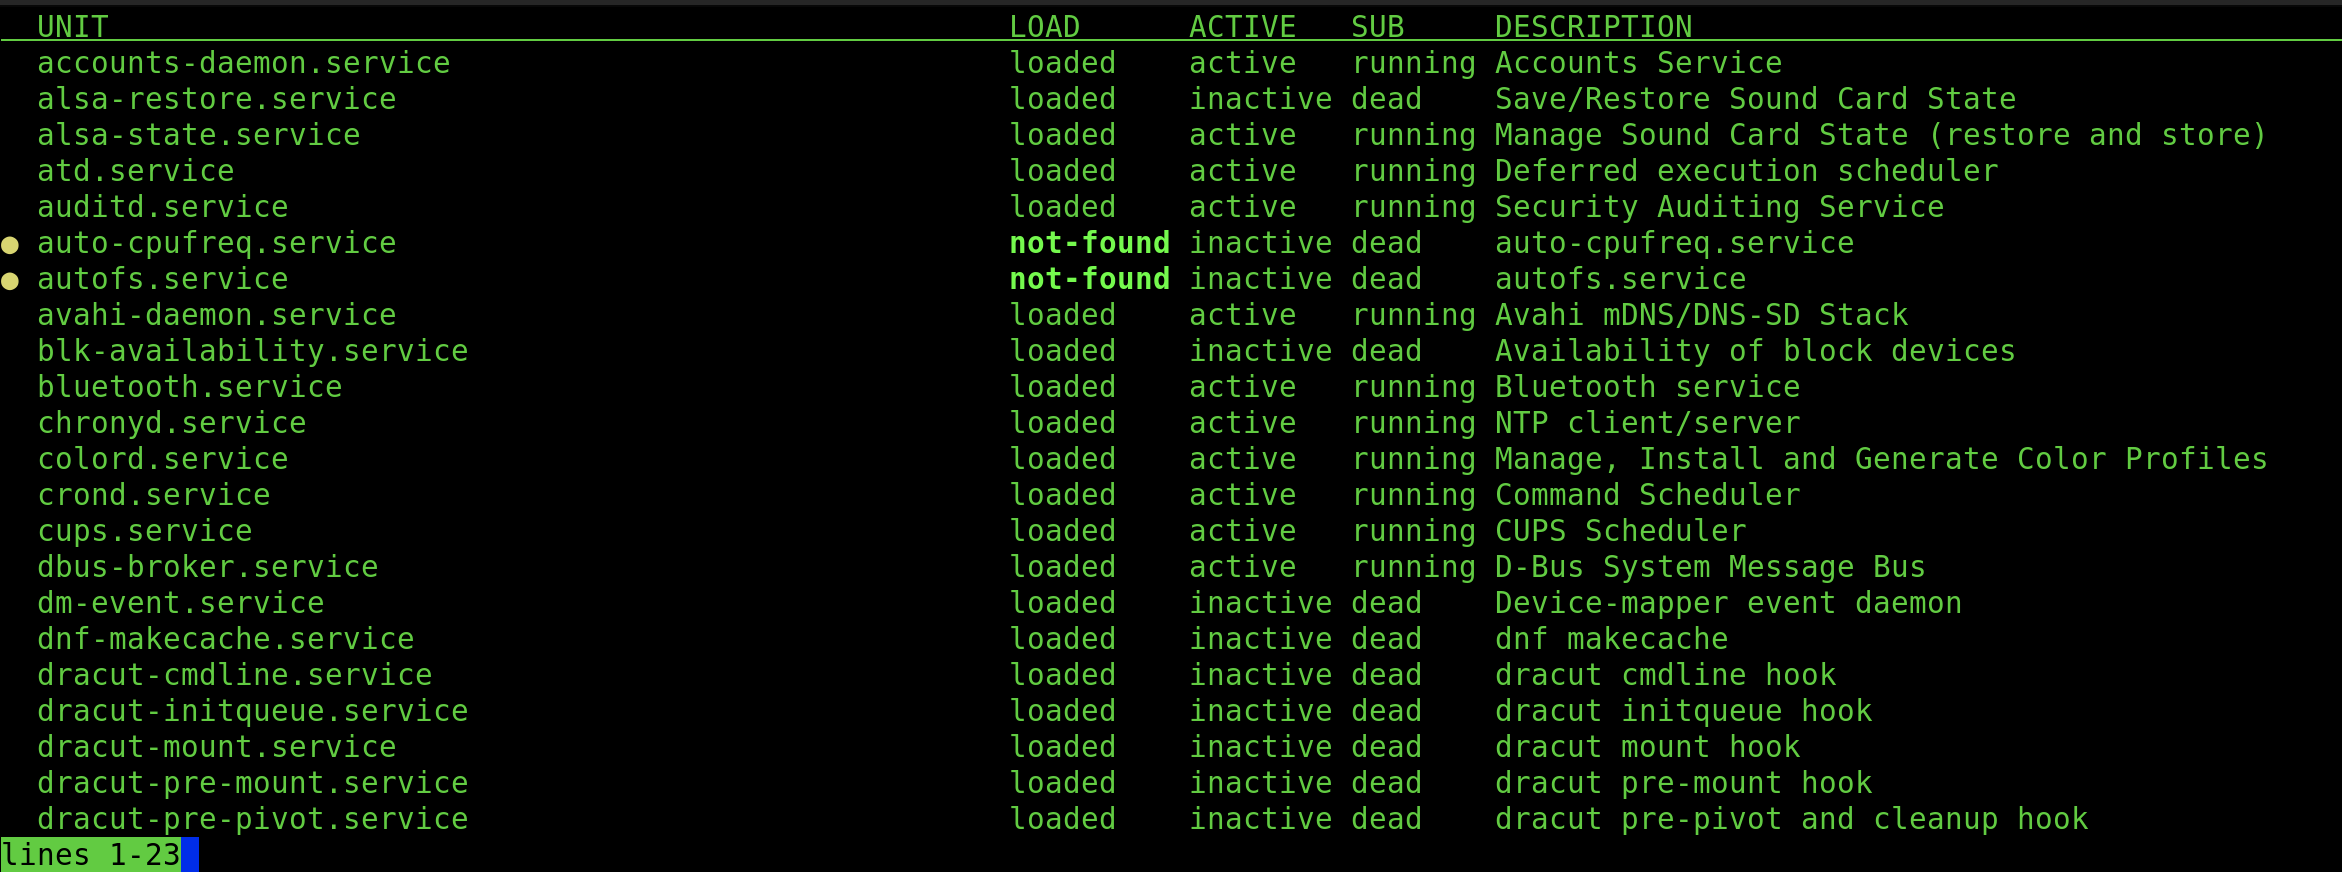 UNIT LOAD ACTIVE SUB DESCRIPTION
accounts-daemon.service loaded active running Accounts Service
alsa-restore.service loaded inactive dead Save/Restore Sound Card State
alsa-state.service loaded active running Manage Sound Card State (restore and store)
atd.service loaded active running Deferred execution scheduler
auditd.service loaded active running Security Auditing Service
● auto-cpufreq.service not-found inactive dead auto-cpufreq.service
● autofs.service not-found inactive dead autofs.service
avahi-daemon.service loaded active running Avahi mDNS/DNS-SD Stack
blk-availability.service loaded inactive dead Availability of block devices
bluetooth.service loaded active running Bluetooth service
chronyd.service loaded active running NTP client/server
colord.service loaded active running Manage, Install and Generate Color Profiles
crond.service loaded active running Command Scheduler
cups.service loaded active running CUPS Scheduler
dbus-broker.service loaded active running D-Bus System Message Bus
dm-event.service loaded inactive dead Device-mapper event daemon
dnf-makecache.service loaded inactive dead dnf makecache
dracut-cmdline.service loaded inactive dead dracut cmdline hook
dracut-initqueue.service loaded inactive dead dracut initqueue hook
dracut-mount.service loaded inactive dead dracut mount hook
dracut-pre-mount.service loaded inactive dead dracut pre-mount hook
dracut-pre-pivot.service loaded inactive dead dracut pre-pivot and cleanup hook
lines 1-23